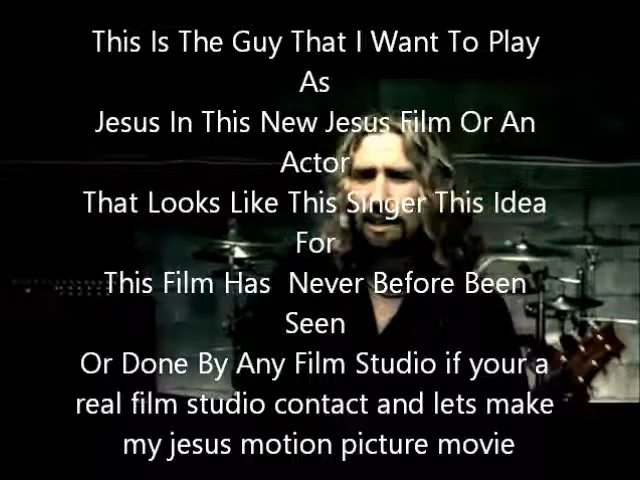 This Is The Guy That I Want To Play
As
Jesus In This New Jesus Film Or An
Actor
That Looks Like This Singer This Idea
For
This Film Has  Never Before Been
Seen
Or Done By Any Film Studio if your a
real film studio contact and lets make
my jesus motion picture movie